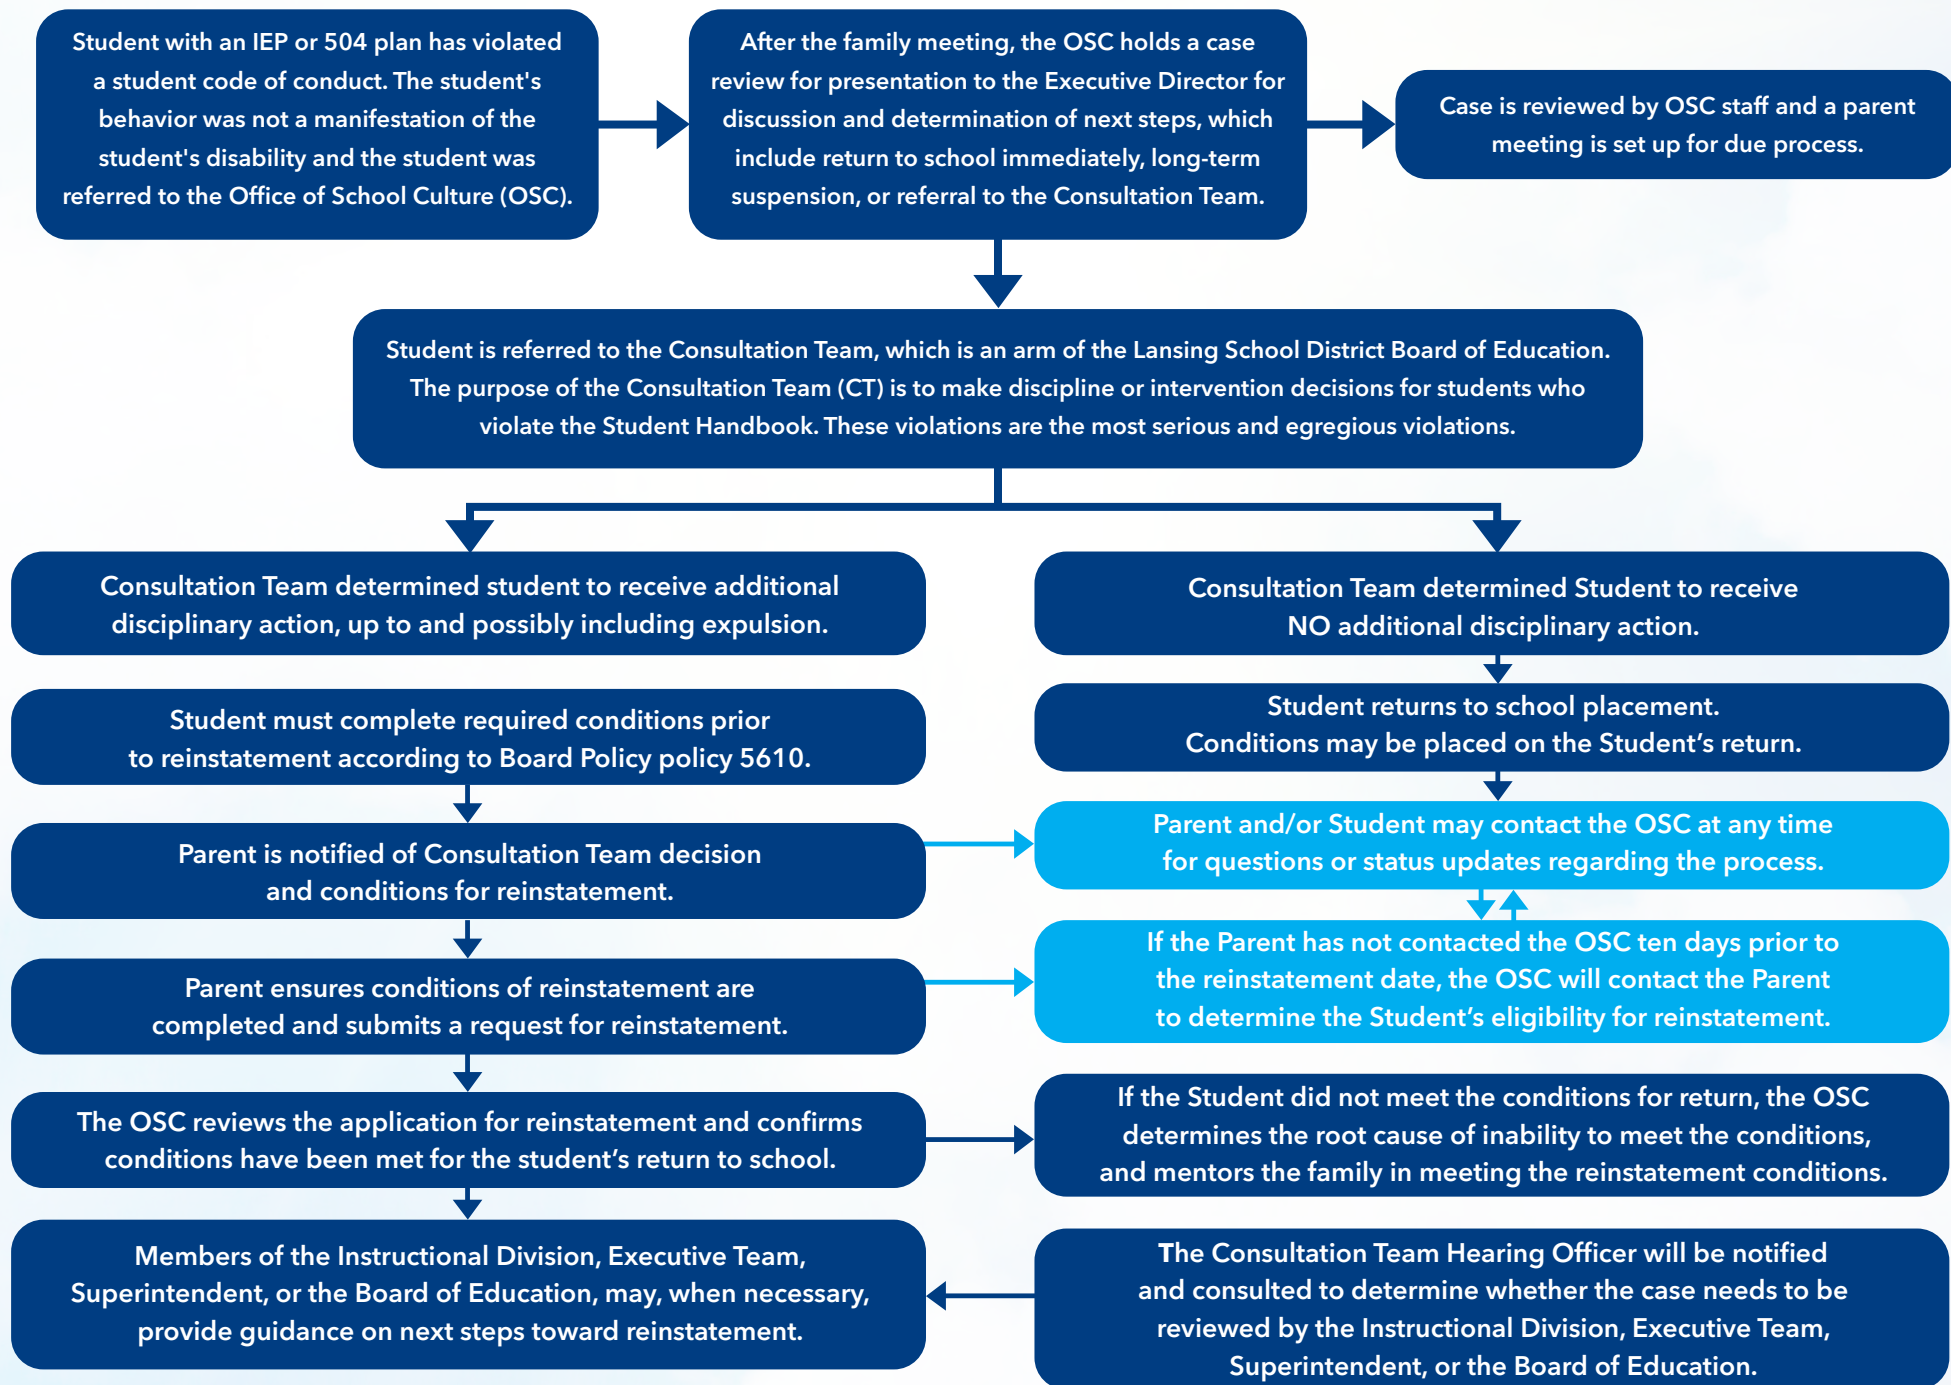 Student with an IEP or 504 plan has violated
a student code of conduct. The student's
behavior was not a manifestation of the
student's disability and the student was
referred to the Office of School Culture (OSC).
After the family meeting, the OSC holds a case
review for presentation to the Executive Director for
discussion and determination of next steps, which
include return to school immediately, long-term
suspension, or referral to the Consultation Team.
Case is reviewed by OSC staff and a parent
meeting is set up for due process.
Student is referred to the Consultation Team, which is an arm of the Lansing School District Board of Education.
The purpose of the Consultation Team (CT) is to make discipline or intervention decisions for students who
violate the Student Handbook. These violations are the most serious and egregious violations.
Consultation Team determined student to receive additional
disciplinary action, up to and possibly including expulsion.
Student must complete required conditions prior
to reinstatement according to Board Policy policy 5610.
Parent is notified of Consultation Team decision
and conditions for reinstatement.
Parent ensures conditions of reinstatement are
completed and submits a request for reinstatement.
The OSC reviews the application for reinstatement and confirms
conditions have been met for the student’s return to school.
Members of the Instructional Division, Executive Team,
Superintendent, or the Board of Education, may, when necessary,
provide guidance on next steps toward reinstatement.
Consultation Team determined Student to receive
NO additional disciplinary action.
Student returns to school placement.
Conditions may be placed on the Student’s return.
Parent and/or Student may contact the OSC at any time
for questions or status updates regarding the process.
If the Parent has not contacted the OSC ten days prior to
the reinstatement date, the OSC will contact the Parent
to determine the Student’s eligibility for reinstatement.
If the Student did not meet the conditions for return, the OSC
determines the root cause of inability to meet the conditions,
and mentors the family in meeting the reinstatement conditions.
The Consultation Team Hearing Officer will be notified
and consulted to determine whether the case needs to be
reviewed by the Instructional Division, Executive Team,
Superintendent, or the Board of Education.